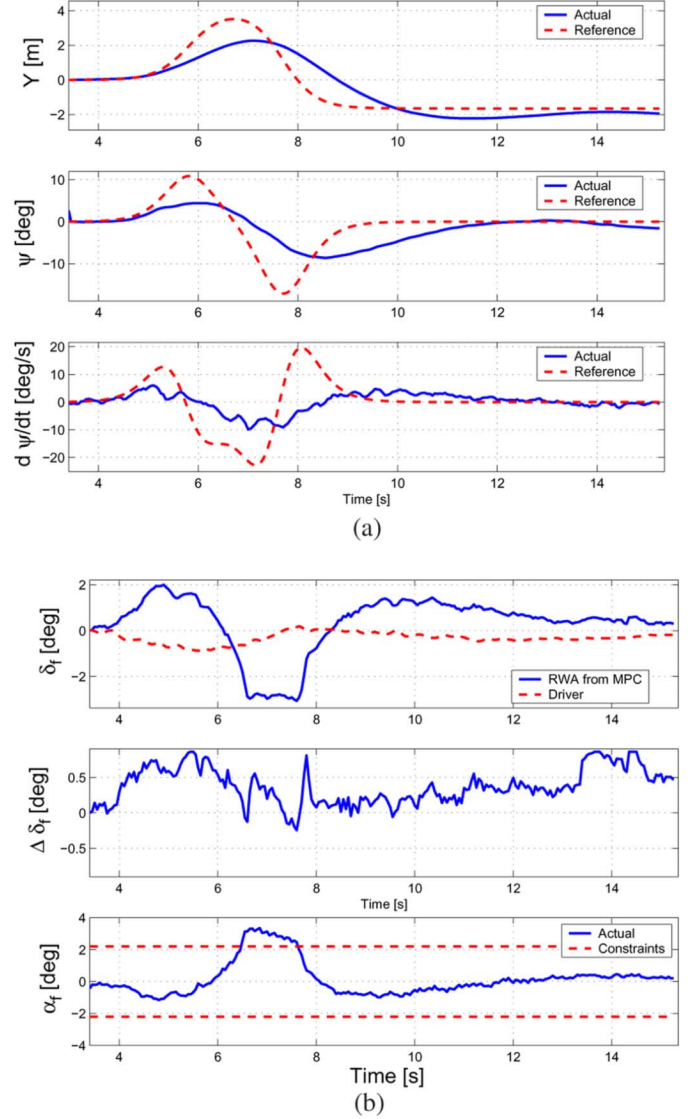 4
2
0
-2
Y [m]
Actual
Reference
4 6 8 10 12 14
10
0
-10
ψ [deg]
Actual
Reference
4 6 8 10 12 14
20
10
0
-10
-20
d ψ/dt [deg/s]
Actual
Reference
4 6 8 10 12 14
Time [s]
(a)
2
0
-2
δf [deg]
RWA from MPC
Driver
4 6 8 10 12 14
0.5
0
-0.5
Δ δf [deg]
4 6 8 10 12 14
Time [s]
4
2
0
-2
-4
αf [deg]
Actual
Constraints
4 6 8 10 12 14
Time [s]
(b)